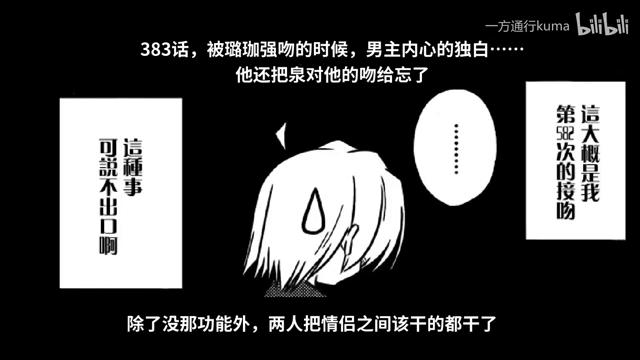 一方通行kuma bilibili
383话，被璐珈强吻的时候，男主内心的独白……
他还把泉对他的吻给忘了
這大概是我
第582次的接吻
………
這種事
可說不出口啊
除了没那功能外，两人把情侣之间该干的都干了